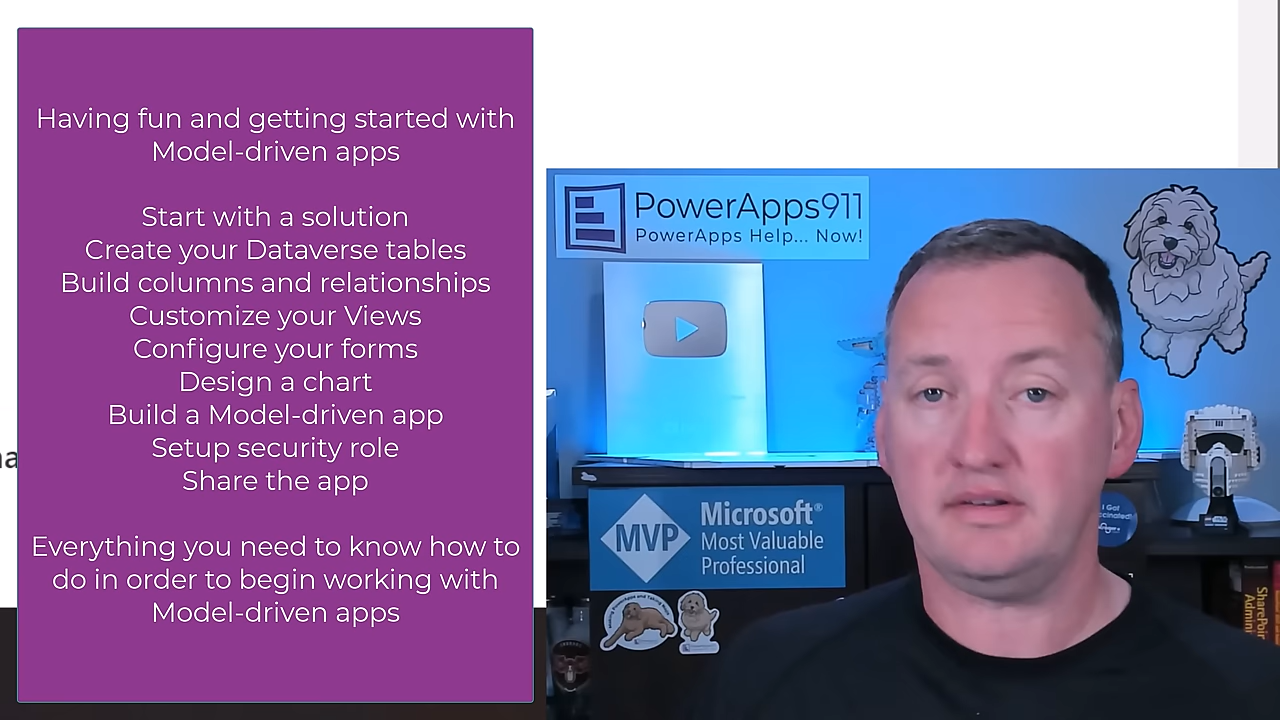 Having fun and getting started with
Model-driven apps
Start with a solution
Create your Dataverse tables
Build columns and relationships
Customize your Views
Configure your forms
Design a chart
Build a Model-driven app
Setup security role
Share the app
Everything you need to know how to
do in order to begin working with
Model-driven apps
PowerApps911
PowerApps Help... Now!
MVP
Microsoft®
Most Valuable
Professional
I Got